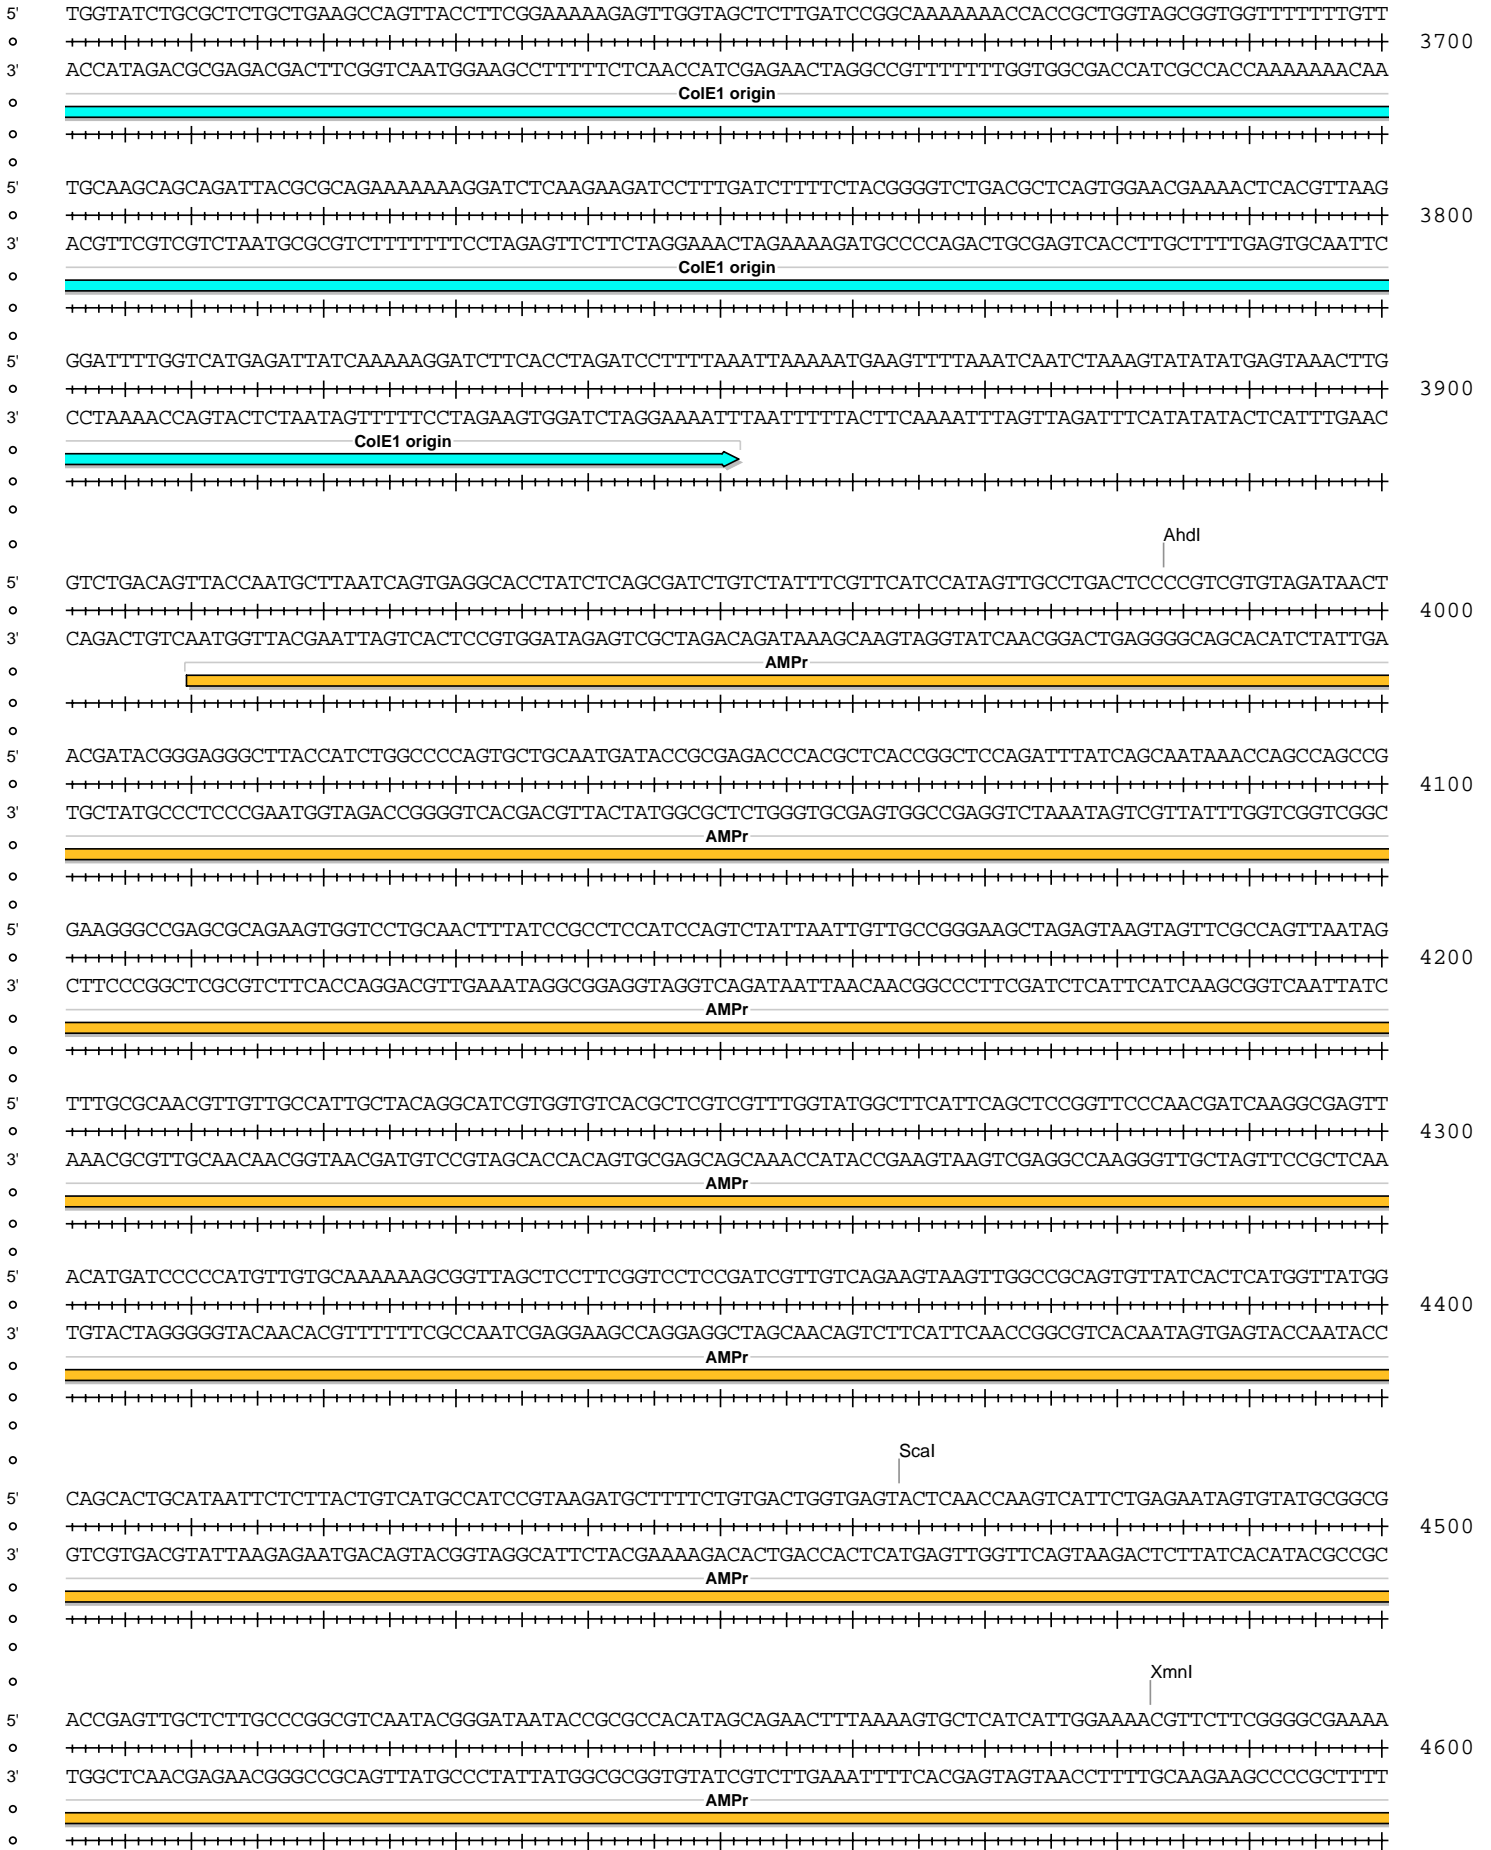 5' TGGTATCTGCGCTCTGCTGAAGCCAGTTACCTTCGGAAAAAGAGTTGGTAGCTCTTGATCCGGCAAAAAAACCACCGCTGGTAGCGGTGGTTTTTTTGTT
3700
3' ACCATAGACGCGAGACGACTTCGGTCAATGGAAGCCTTTTTCTCAACCATCGAGAACTAGGCCGTTTTTTTGGTGGCGACCATCGCCACCAAAAAAACAA
ColE1 origin
5' TGCAAGCAGCAGATTACGCGCAGAAAAAAAGGATCTCAAGAAGATCCTTTGATCTTTTCTACGGGGTCTGACGCTCAGTGGAACGAAAACTCACGTTAAG
3800
3' ACGTTCGTCGTCTAATGCGCGTCTTTTTTTCCTAGAGTTCTTCTAGGAAACTAGAAAAGATGCCCCAGACTGCGAGTCACCTTGCTTTTGAGTGCAATTC
ColE1 origin
5' GGATTTTGGTCATGAGATTATCAAAAAGGATCTTCACCTAGATCCTTTTAAATTAAAAATGAAGTTTTAAATCAATCTAAAGTATATATGAGTAAACTTG
3900
3' CCTAAAACCAGTACTCTAATAGTTTTTCCTAGAAGTGGATCTAGGAAAATTTAATTTTTACTTCAAAATTTAGTTAGATTTCATATATACTCATTTGAAC
ColE1 origin
AhdI
5' GTCTGACAGTTACCAATGCTTAATCAGTGAGGCACCTATCTCAGCGATCTGTCTATTTCGTTCATCCATAGTTGCCTGACTCCCCGTCGTGTAGATAACT
4000
3' CAGACTGTCAATGGTTACGAATTAGTCACTCCGTGGATAGAGTCGCTAGACAGATAAAGCAAGTAGGTATCAACGGACTGAGGGGCAGCACATCTATTGA
AMPr
5' ACGATACGGGAGGGCTTACCATCTGGCCCCAGTGCTGCAATGATACCGCGAGACCCACGCTCACCGGCTCCAGATTTATCAGCAATAAACCAGCCAGCCG
4100
3' TGCTATGCCCTCCCGAATGGTAGACCGGGGTCACGACGTTACTATGGCGCTCTGGGTGCGAGTGGCCGAGGTCTAAATAGTCGTTATTTGGTCGGTCGGC
AMPr
5' GAAGGGCCGAGCGCAGAAGTGGTCCTGCAACTTTATCCGCCTCCATCCAGTCTATTAATTGTTGCCGGGAAGCTAGAGTAAGTAGTTCGCCAGTTAATAG
4200
3' CTTCCCGGCTCGCGTCTTCACCAGGACGTTGAAATAGGCGGAGGTAGGTCAGATAATTAACAACGGCCCTTCGATCTCATTCATCAAGCGGTCAATTATC
AMPr
5' TTTGCGCAACGTTGTTGCCATTGCTACAGGCATCGTGGTGTCACGCTCGTCGTTTGGTATGGCTTCATTCAGCTCCGGTTCCCAACGATCAAGGCGAGTT
4300
3' AAACGCGTTGCAACAACGGTAACGATGTCCGTAGCACCACAGTGCGAGCAGCAAACCATACCGAAGTAAGTCGAGGCCAAGGGTTGCTAGTTCCGCTCAA
AMPr
5' ACATGATCCCCCATGTTGTGCAAAAAAGCGGTTAGCTCCTTCGGTCCTCCGATCGTTGTCAGAAGTAAGTTGGCCGCAGTGTTATCACTCATGGTTATGG
4400
3' TGTACTAGGGGGTACAACACGTTTTTTCGCCAATCGAGGAAGCCAGGAGGCTAGCAACAGTCTTCATTCAACCGGCGTCACAATAGTGAGTACCAATACC
AMPr
ScaI
5' CAGCACTGCATAATTCTCTTACTGTCATGCCATCCGTAAGATGCTTTTCTGTGACTGGTGAGTACTCAACCAAGTCATTCTGAGAATAGTGTATGCGGCG
4500
3' GTCGTGACGTATTAAGAGAATGACAGTACGGTAGGCATTCTACGAAAAGACACTGACCACTCATGAGTTGGTTCAGTAAGACTCTTATCACATACGCCGC
AMPr
XmnI
5' ACCGAGTTGCTCTTGCCCGGCGTCAATACGGGATAATACCGCGCCACATAGCAGAACTTTAAAAGTGCTCATCATTGGAAAACGTTCTTCGGGGCGAAAA
4600
3' TGGCTCAACGAGAACGGGCCGCAGTTATGCCCTATTATGGCGCGGTGTATCGTCTTGAAATTTTCACGAGTAGTAACCTTTTGCAAGAAGCCCCGCTTTT
AMPr